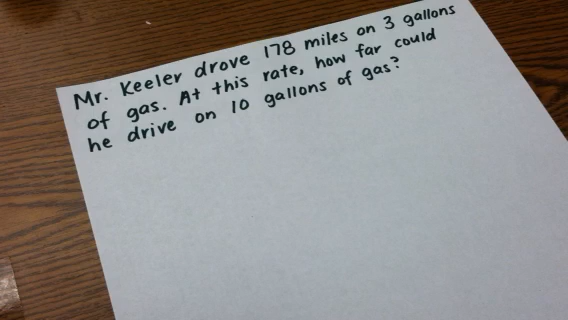 Mr. Keeler drove 178 miles on 3 gallons
of gas. At this rate, how far could
he drive on 10 gallons of gas?